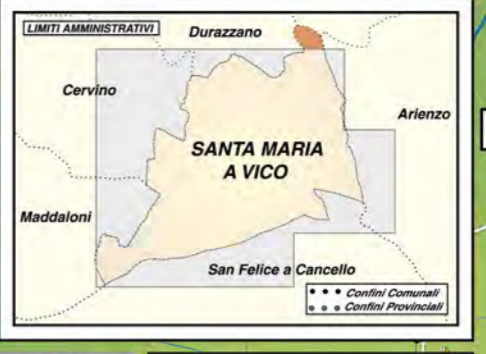 LIMITI AMMINISTRATIVI
Durazzano
Cervino
Arienzo
SANTA MARIA
A VICO
Maddaloni
San Felice a Cancello
Confini Comunali
Confini Provinciali